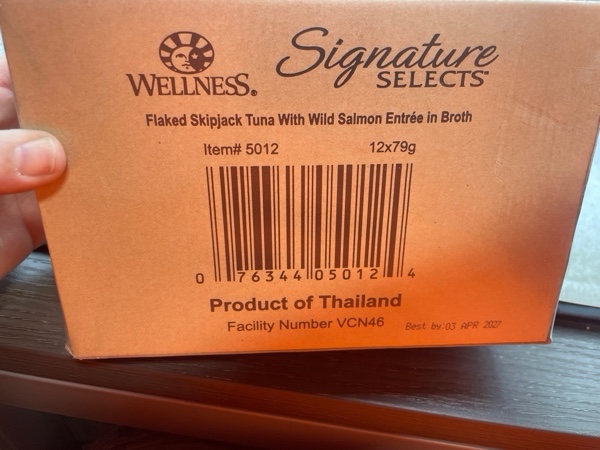 WELLNESS®
Signature
SELECTS™
Flaked Skipjack Tuna With Wild Salmon Entrée in Broth
Item# 5012 12x79g
0 76344 05012 4
Product of Thailand
Facility Number VCN46
Best by:03 APR 2027